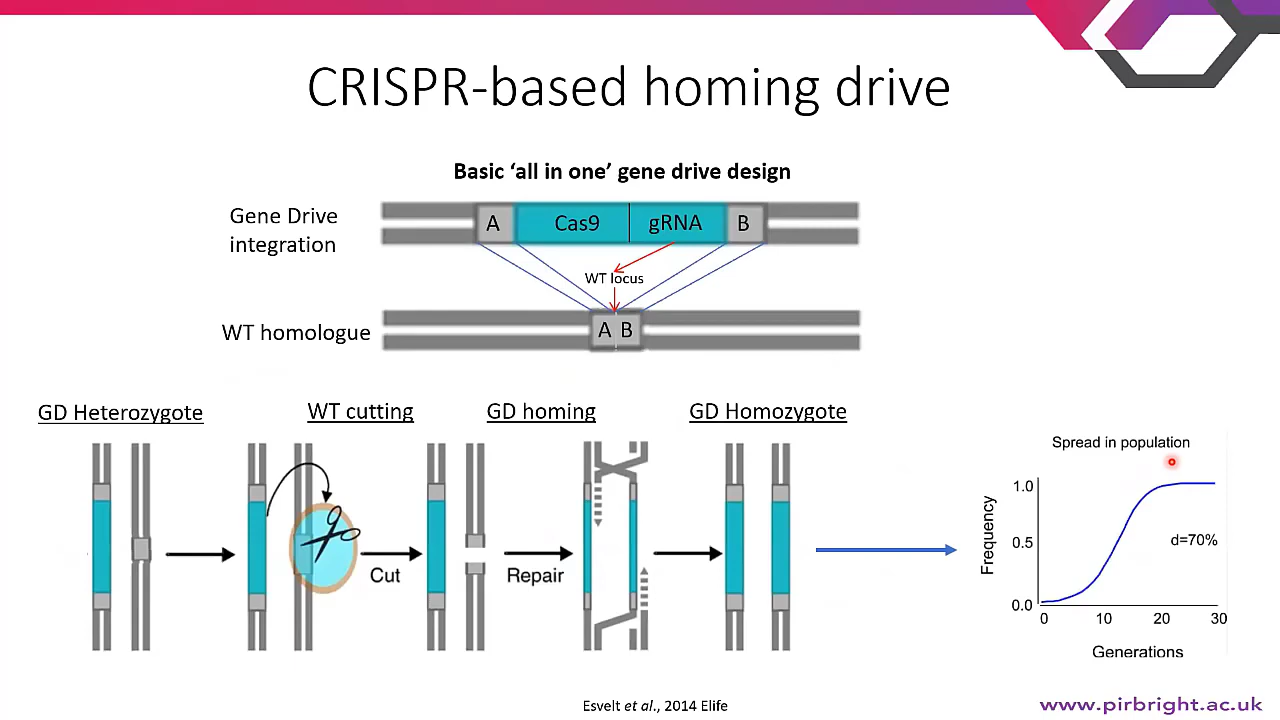 CRISPR-based homing drive
Basic ‘all in one’ gene drive design
Gene Drive
integration
A
Cas9
gRNA
B
WT locus
WT homologue
A B
GD Heterozygote
WT cutting
GD homing
GD Homozygote
Cut
Repair
Spread in population
Frequency
1.0
0.5
0.0
d=70%
0 10 20 30
Generations
Esvelt et al., 2014 Elife
www.pirbright.ac.uk